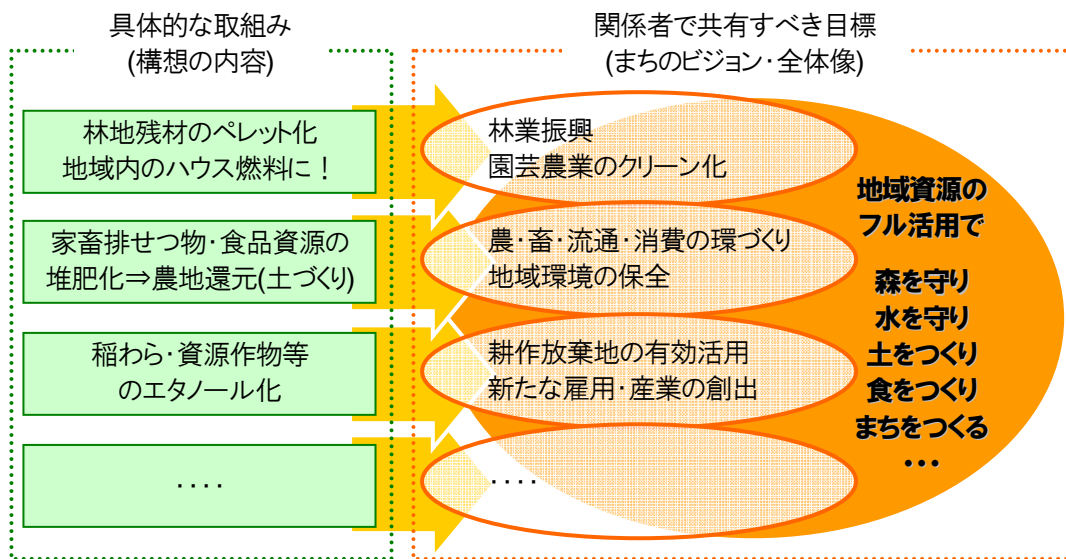 具体的な取組み
(構想の内容)
関係者で共有すべき目標
(まちのビジョン・全体像)
林地残材のペレット化
地域内のハウス燃料に！
林業振興
園芸農業のクリーン化
家畜排せつ物・食品資源の
堆肥化⇒農地還元(土づくり)
農・畜・流通・消費の環づくり
地域環境の保全
稲わら・資源作物等
のエタノール化
耕作放棄地の有効活用
新たな雇用・産業の創出
・・・・
・・・・
地域資源の
フル活用で
森を守り
水を守り
土をつくり
食をつくり
まちをつくる
・・・